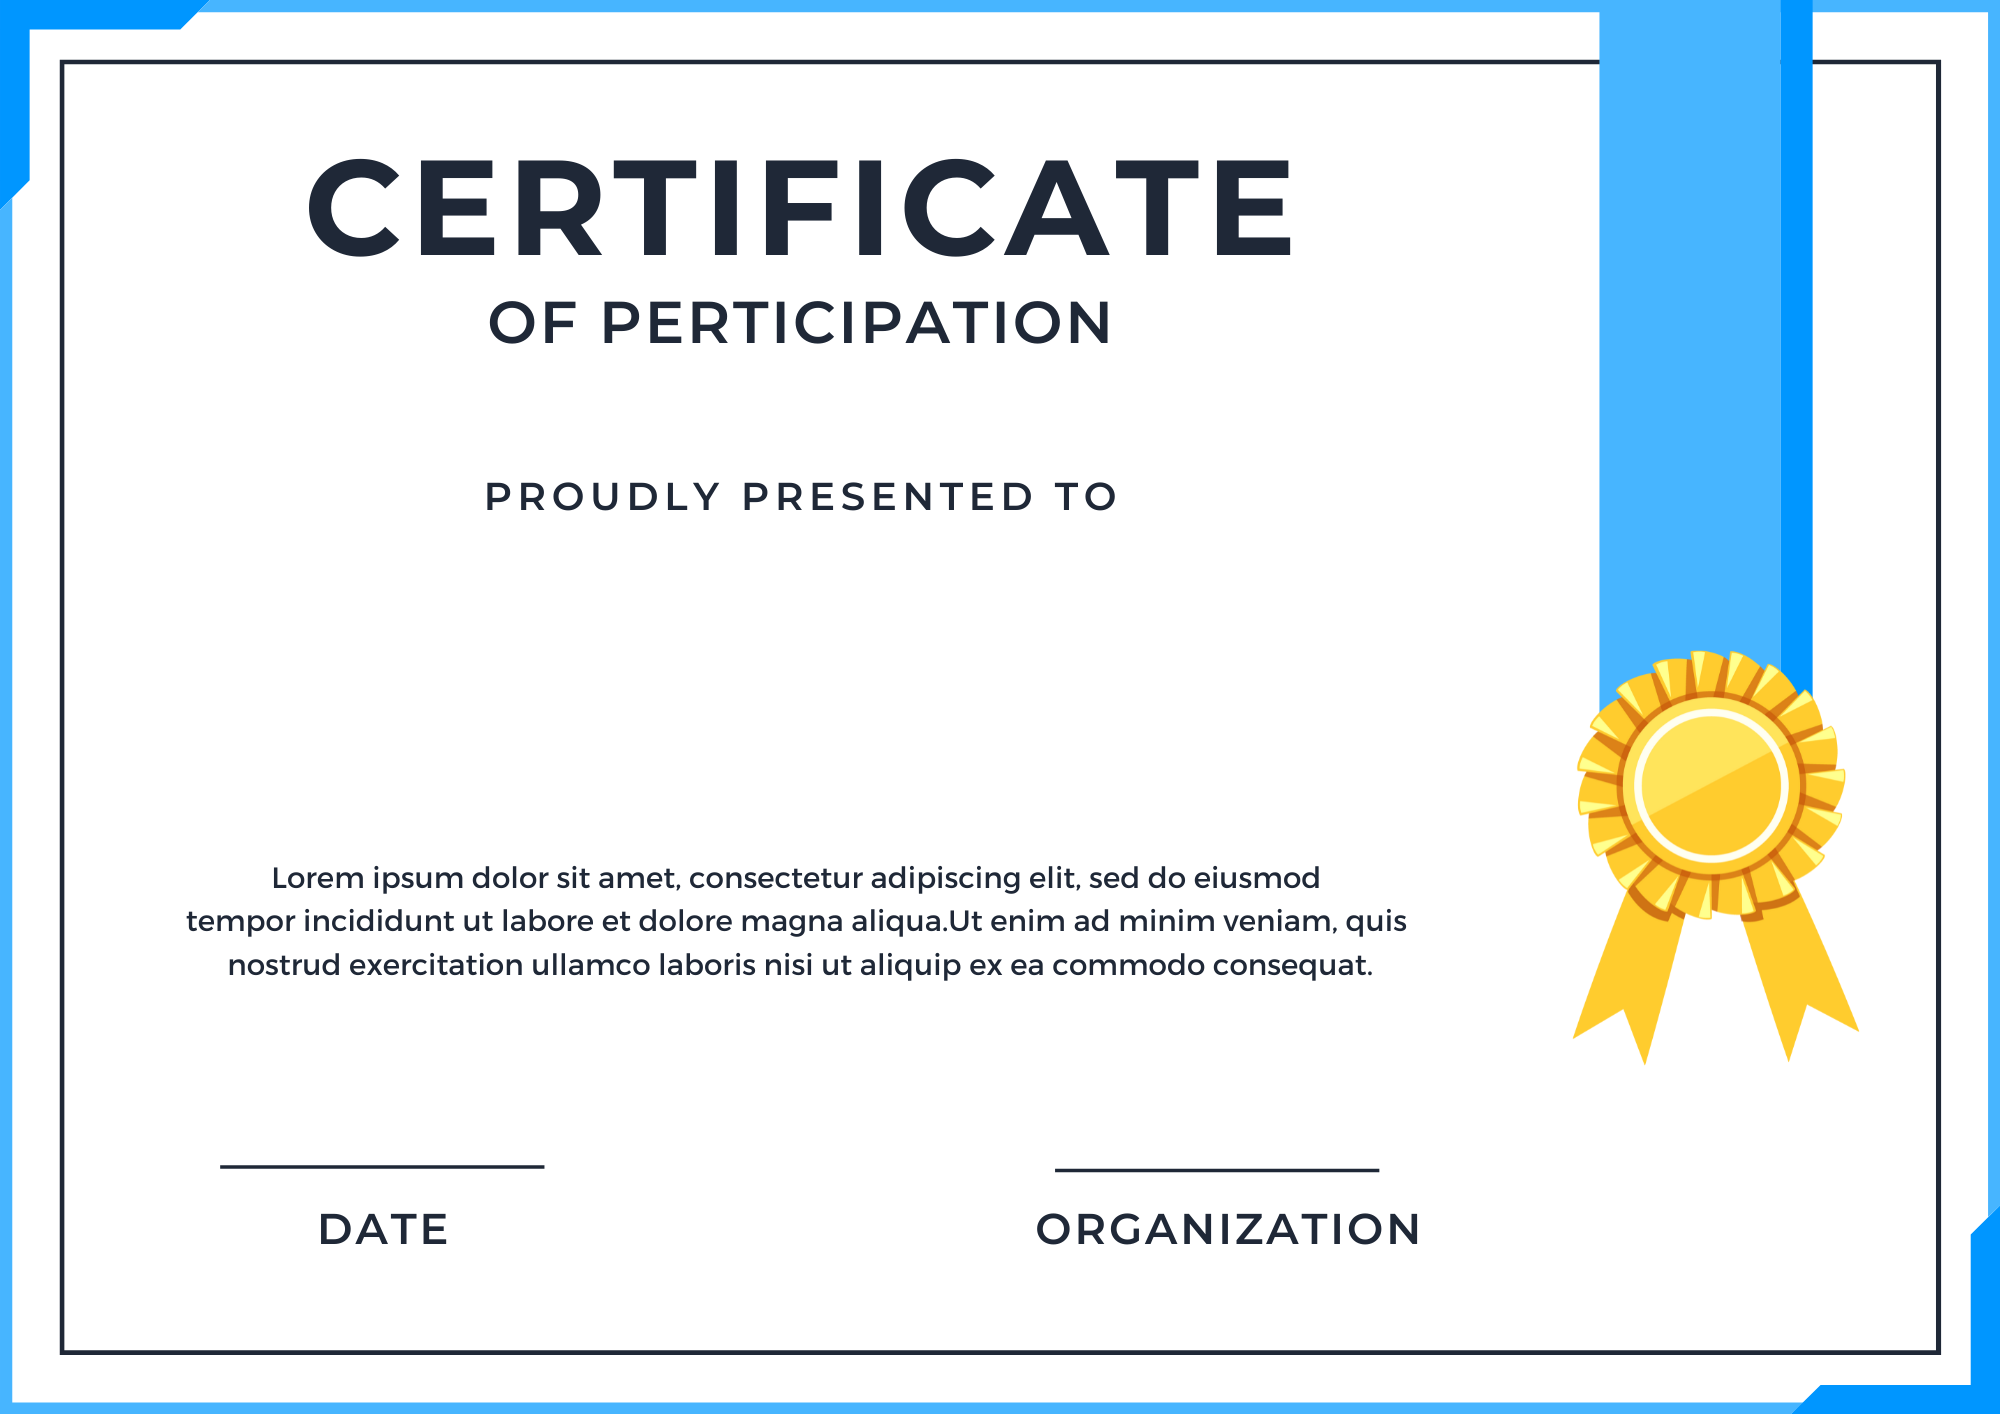 CERTIFICATE
OF PERTICIPATION
PROUDLY PRESENTED TO
Lorem ipsum dolor sit amet, consectetur adipiscing elit, sed do eiusmod
tempor incididunt ut labore et dolore magna aliqua.Ut enim ad minim veniam, quis
nostrud exercitation ullamco laboris nisi ut aliquip ex ea commodo consequat.
DATE
ORGANIZATION